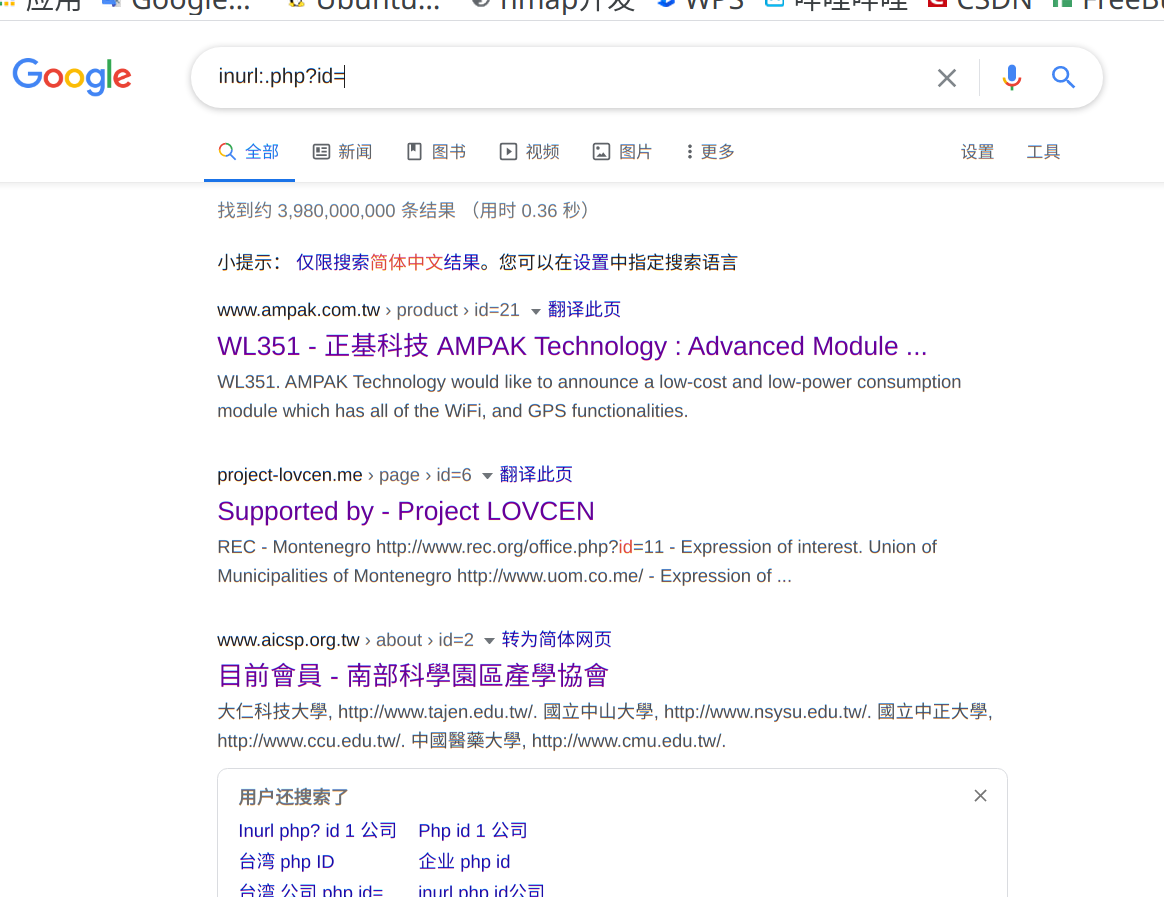 应用 Google... Ubuntu... nmap开发 WPS 哔哩哔哩 CSDN FreeBu
Google inurl:.php?id=
全部 新闻 图书 视频 图片 更多 设置 工具
找到约 3,980,000,000 条结果 （用时 0.36 秒）
小提示： 仅限搜索简体中文结果。您可以在设置中指定搜索语言
www.ampak.com.tw › product › id=21 翻译此页
WL351 - 正基科技 AMPAK Technology : Advanced Module ...
WL351. AMPAK Technology would like to announce a low-cost and low-power consumption
module which has all of the WiFi, and GPS functionalities.
project-lovcen.me › page › id=6 翻译此页
Supported by - Project LOVCEN
REC - Montenegro http://www.rec.org/office.php?id=11 - Expression of interest. Union of
Municipalities of Montenegro http://www.uom.co.me/ - Expression of ...
www.aicsp.org.tw › about › id=2 转为简体网页
目前會員 - 南部科學園區產學協會
大仁科技大學, http://www.tajen.edu.tw/. 國立中山大學, http://www.nsysu.edu.tw/. 國立中正大學,
http://www.ccu.edu.tw/. 中國醫藥大學, http://www.cmu.edu.tw/.
用户还搜索了
Inurl php? id 1 公司 Php id 1 公司
台湾 php ID 企业 php id
台湾 公司 php id= inurl php id公司